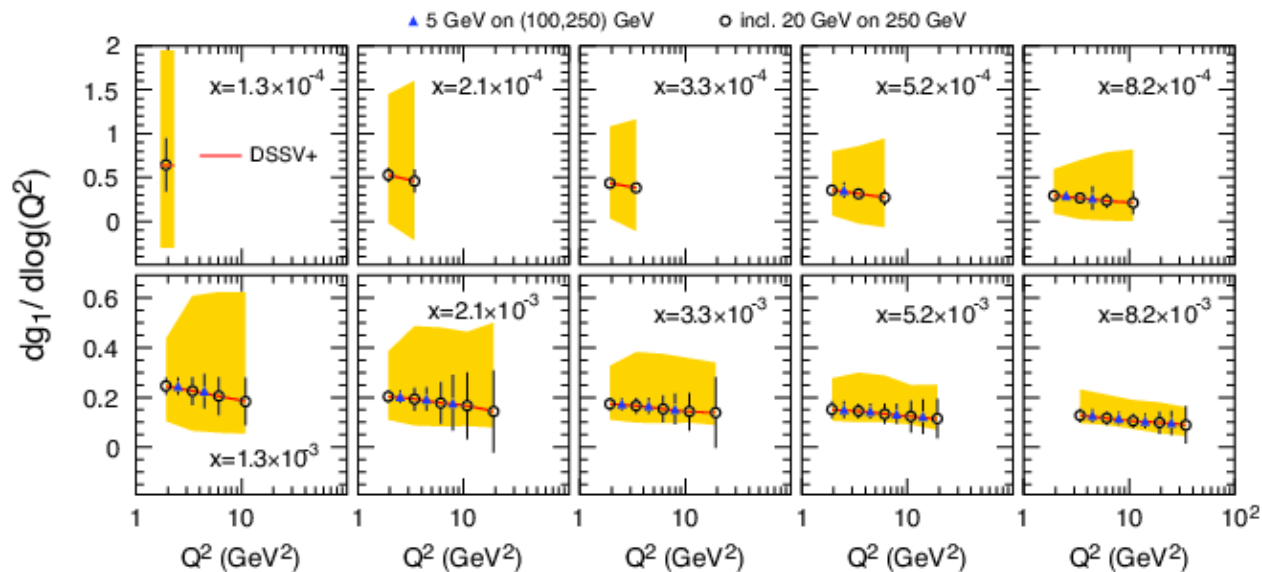 5 GeV on (100,250) GeV incl. 20 GeV on 250 GeV
dg₁ / dlog(Q²)
2
1.5
1
0.5
0
x=1.3×10⁻⁴
DSSV+
x=2.1×10⁻⁴
x=3.3×10⁻⁴
x=5.2×10⁻⁴
x=8.2×10⁻⁴
0.6
0.4
0.2
0
x=1.3×10⁻³
x=2.1×10⁻³
x=3.3×10⁻³
x=5.2×10⁻³
x=8.2×10⁻³
1 10 1 10 1 10 1 10 1 10 10²
Q² (GeV²) Q² (GeV²) Q² (GeV²) Q² (GeV²) Q² (GeV²)